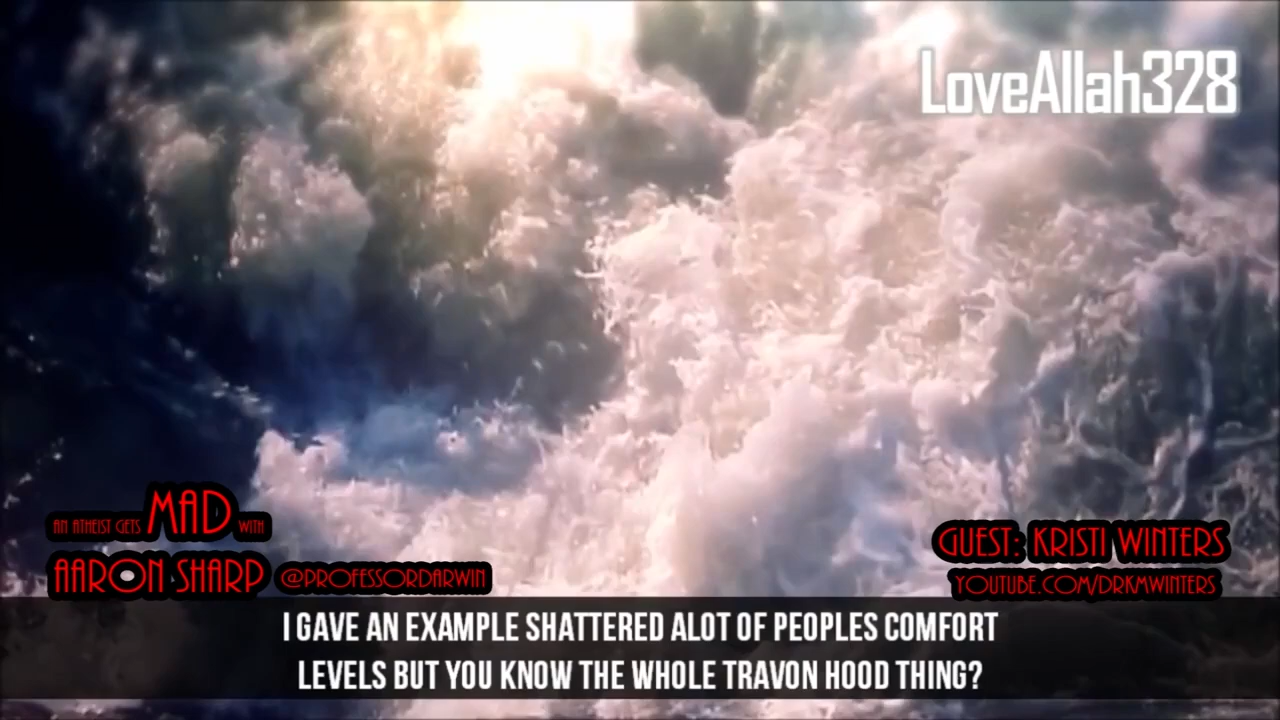 LoveAllah328
AN ATHEIST GETS MAD WITH
AARON SHARP @PROFESSORDARWIN
GUEST: KRISTI WINTERS
YOUTUBE.COM/DRKMWINTERS
I GAVE AN EXAMPLE SHATTERED ALOT OF PEOPLES COMFORT
LEVELS BUT YOU KNOW THE WHOLE TRAVON HOOD THING?